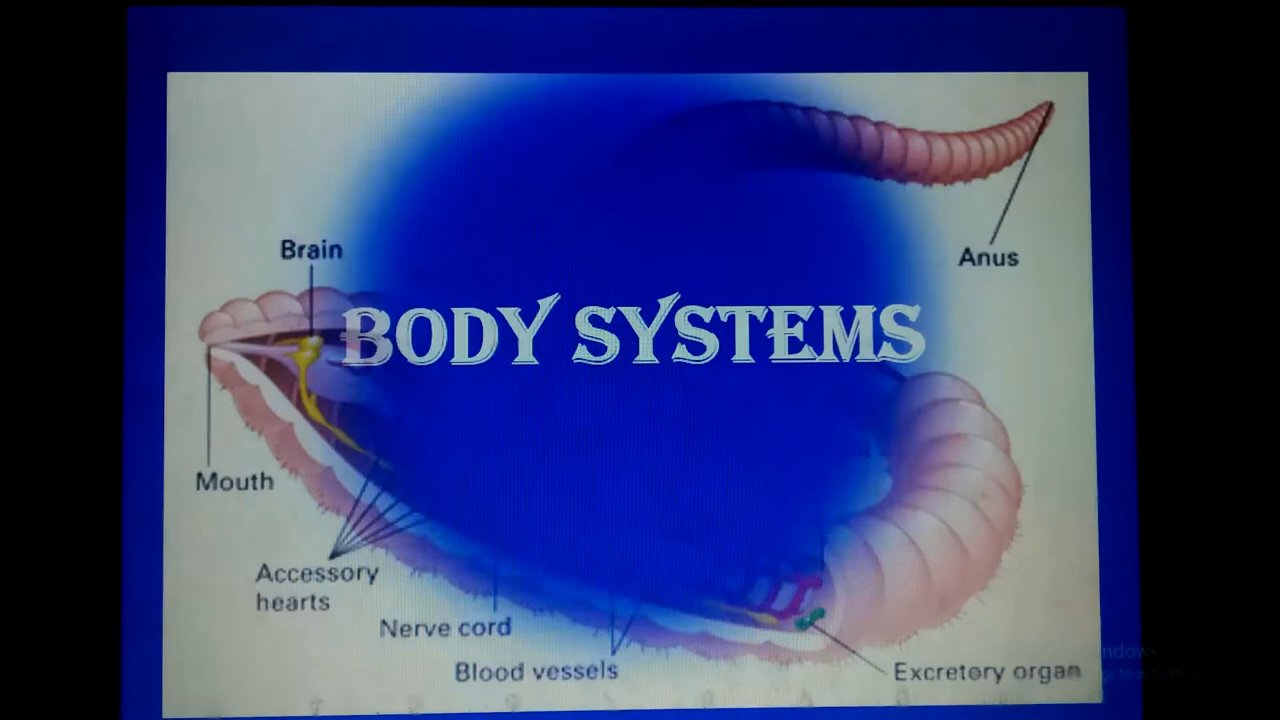 Brain
Anus
BODY SYSTEMS
Mouth
Accessory
hearts
Nerve cord
Blood vessels
Excretory organ